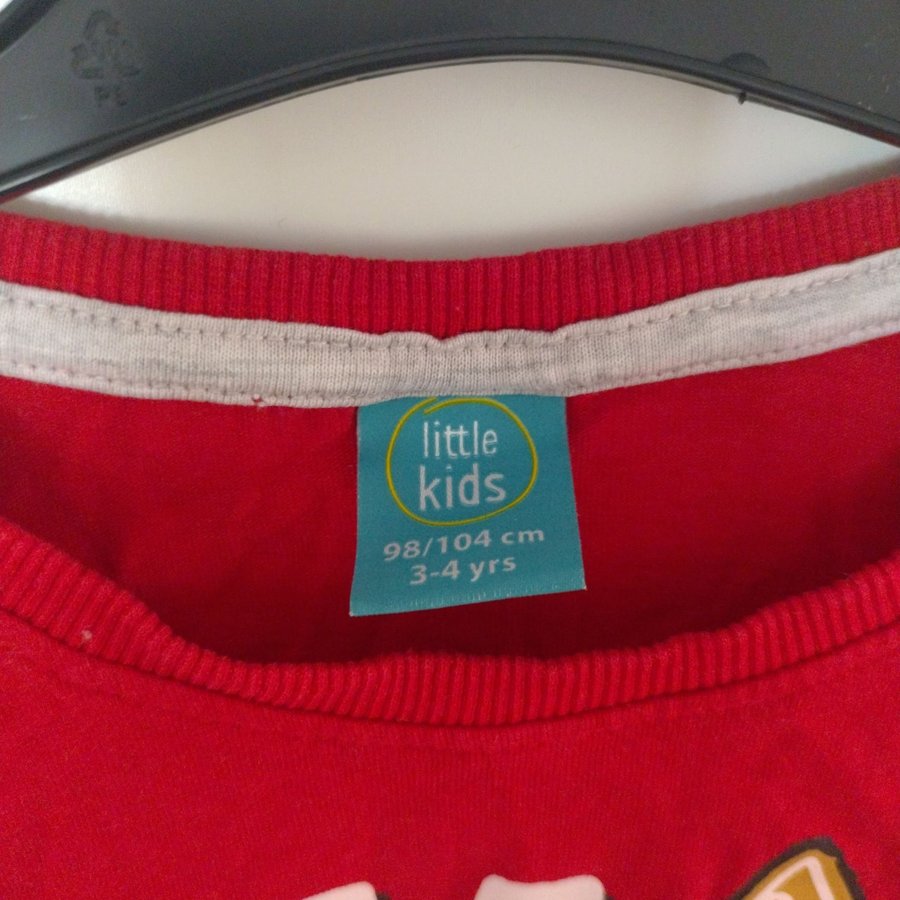 little
kids
98/104 cm
3-4 yrs